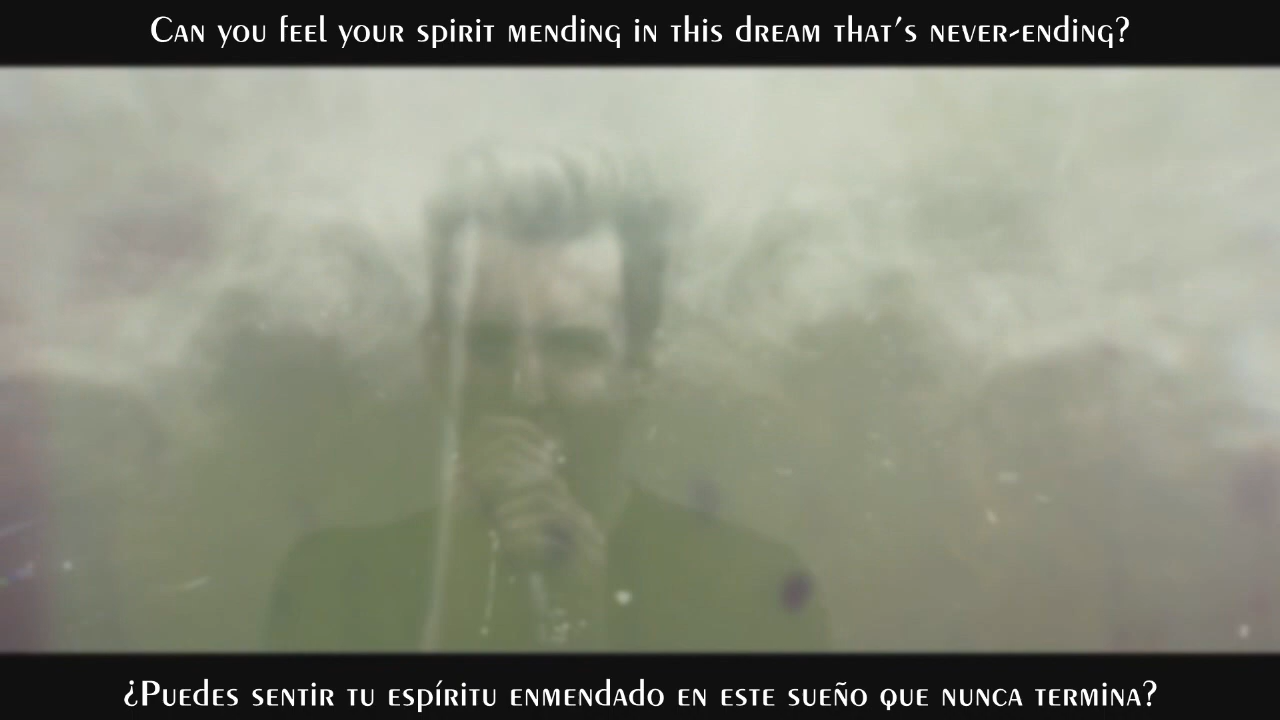 Can you feel your spirit mending in this dream that's never-ending?
¿Puedes sentir tu espíritu enmendado en este sueño que nunca termina?